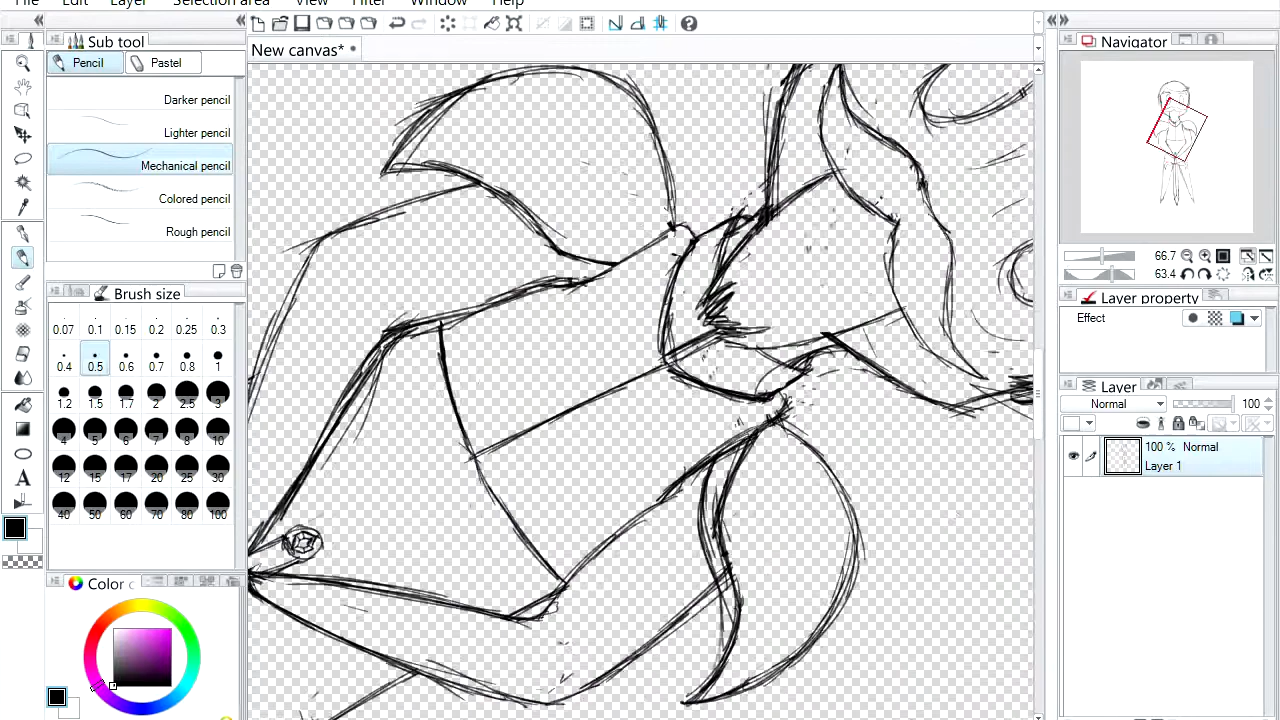 File Edit Layer Selection area View Filter Window Help
Sub tool
Pencil Pastel
Darker pencil
Lighter pencil
Mechanical pencil
Colored pencil
Rough pencil
Brush size
0.07 0.1 0.15 0.2 0.25 0.3
0.4 0.5 0.6 0.7 0.8 1
1.2 1.5 1.7 2 2.5 3
4 5 6 7 8 10
12 15 17 20 25 30
40 50 60 70 80 100
Color c
New canvas*
Navigator
66.7
63.4
Layer property
Effect
Layer
Normal 100
100 % Normal
Layer 1